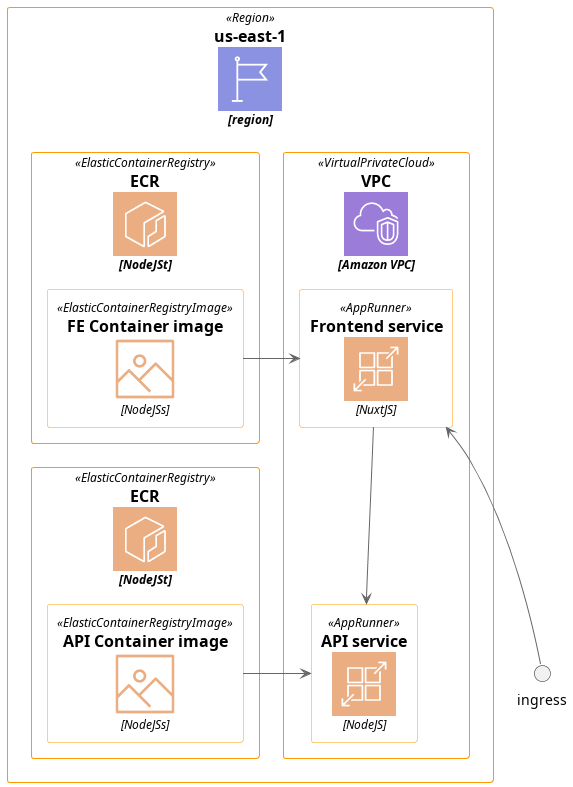 «Region»
us-east-1
[region]
«ElasticContainerRegistry»
ECR
[NodeJSt]
«ElasticContainerRegistryImage»
FE Container image
[NodeJSs]
«VirtualPrivateCloud»
VPC
[Amazon VPC]
«AppRunner»
Frontend service
[NuxtJS]
«ElasticContainerRegistry»
ECR
[NodeJSt]
«ElasticContainerRegistryImage»
API Container image
[NodeJSs]
«AppRunner»
API service
[NodeJS]
ingress